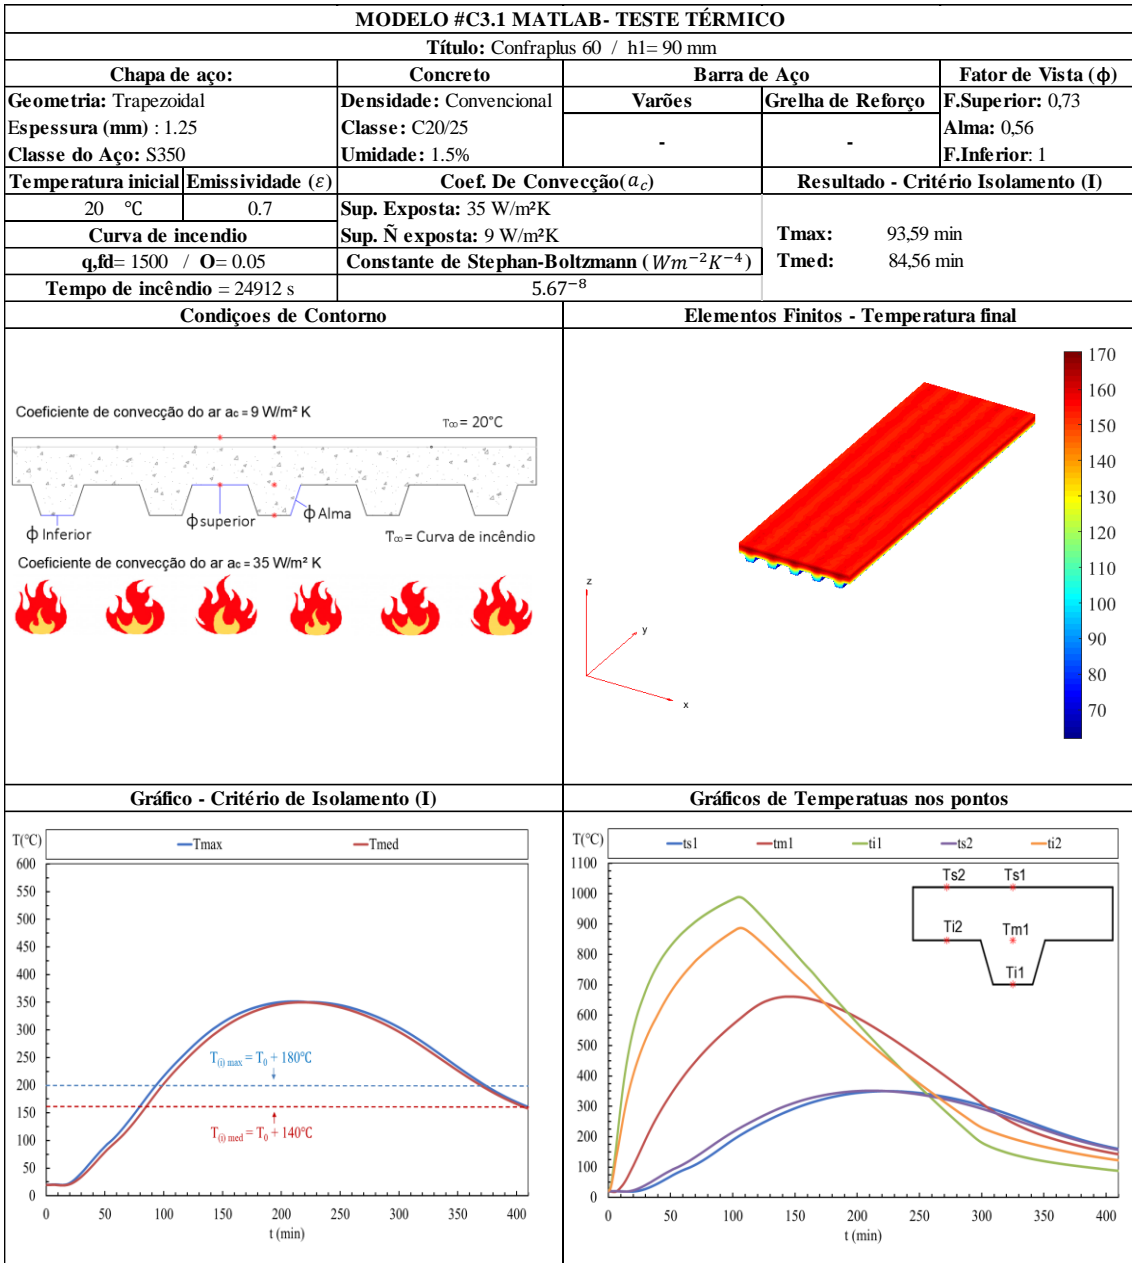 MODELO #C3.1 MATLAB- TESTE TÉRMICO
Título: Confraplus 60 / h1= 90 mm
Chapa de aço:
Concreto
Barra de Aço
Fator de Vista (ϕ)
Geometria: Trapezoidal
Espessura (mm) : 1.25
Classe do Aço: S350
Densidade: Convencional
Classe: C20/25
Umidade: 1.5%
Varões
Grelha de Reforço
-
-
F.Superior: 0,73
Alma: 0,56
F.Inferior: 1
Temperatura inicial
Emissividade (ε)
Coef. De Convecção(a_c)
Resultado - Critério Isolamento (I)
20 °C
0.7
Sup. Exposta: 35 W/m²K
Sup. Ñ exposta: 9 W/m²K
Curva de incendio
q,fd= 1500 / O= 0.05
Constante de Stephan-Boltzmann (Wm⁻²K⁻⁴)
Tempo de incêndio = 24912 s
5.67⁻⁸
Tmax: 93,59 min
Tmed: 84,56 min
Condiçoes de Contorno
Elementos Finitos - Temperatura final
Coeficiente de convecção do ar ac = 9 W/m² K
T∞ = 20°C
ϕ Inferior
ϕ superior
ϕ Alma
T∞ = Curva de incêndio
Coeficiente de convecção do ar ac = 35 W/m² K
z
y
x
170
160
150
140
130
120
110
100
90
80
70
Gráfico - Critério de Isolamento (I)
Gráficos de Temperatuas nos pontos
T(°C)
Tmax
Tmed
600
550
500
450
400
350
300
250
200
150
100
50
0
T(i) max = T0 + 180°C
T(i) med = T0 + 140°C
0 50 100 150 200 250 300 350 400
t (min)
T(°C)
ts1
tm1
ti1
ts2
ti2
1100
1000
900
800
700
600
500
400
300
200
100
0
Ts2
Ts1
Ti2
Tm1
Ti1
0 50 100 150 200 250 300 350 400
t (min)